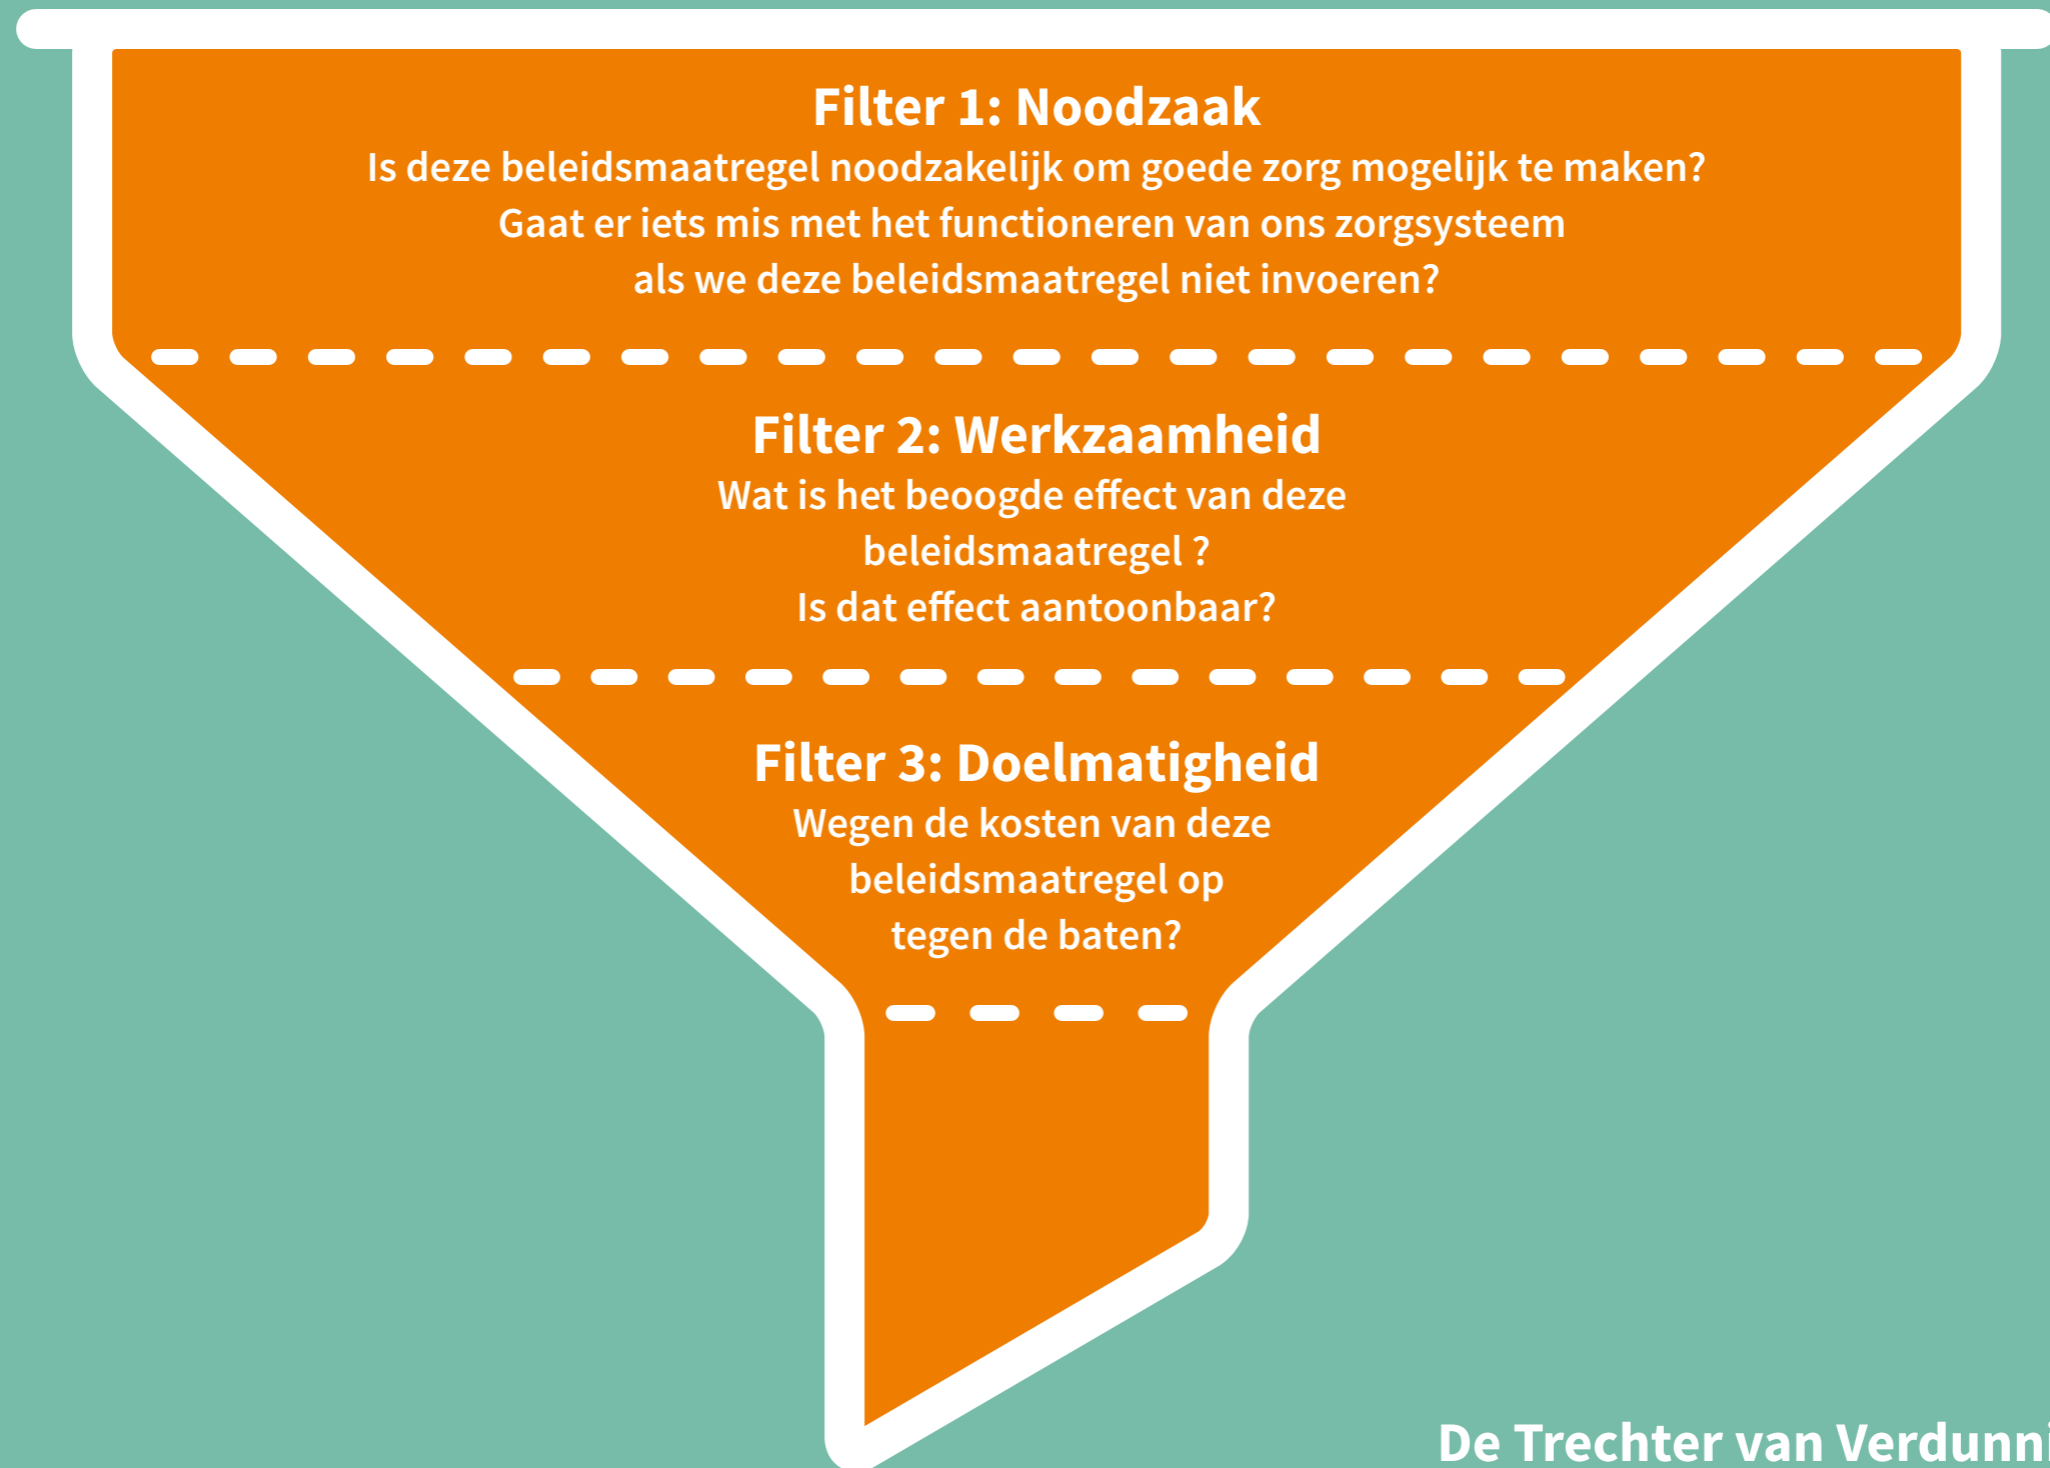 Filter 1: Noodzaak
Is deze beleidsmaatregel noodzakelijk om goede zorg mogelijk te maken?
Gaat er iets mis met het functioneren van ons zorgsysteem
als we deze beleidsmaatregel niet invoeren?
Filter 2: Werkzaamheid
Wat is het beoogde effect van deze
beleidsmaatregel ?
Is dat effect aantoonbaar?
Filter 3: Doelmatigheid
Wegen de kosten van deze
beleidsmaatregel op
tegen de baten?
De Trechter van